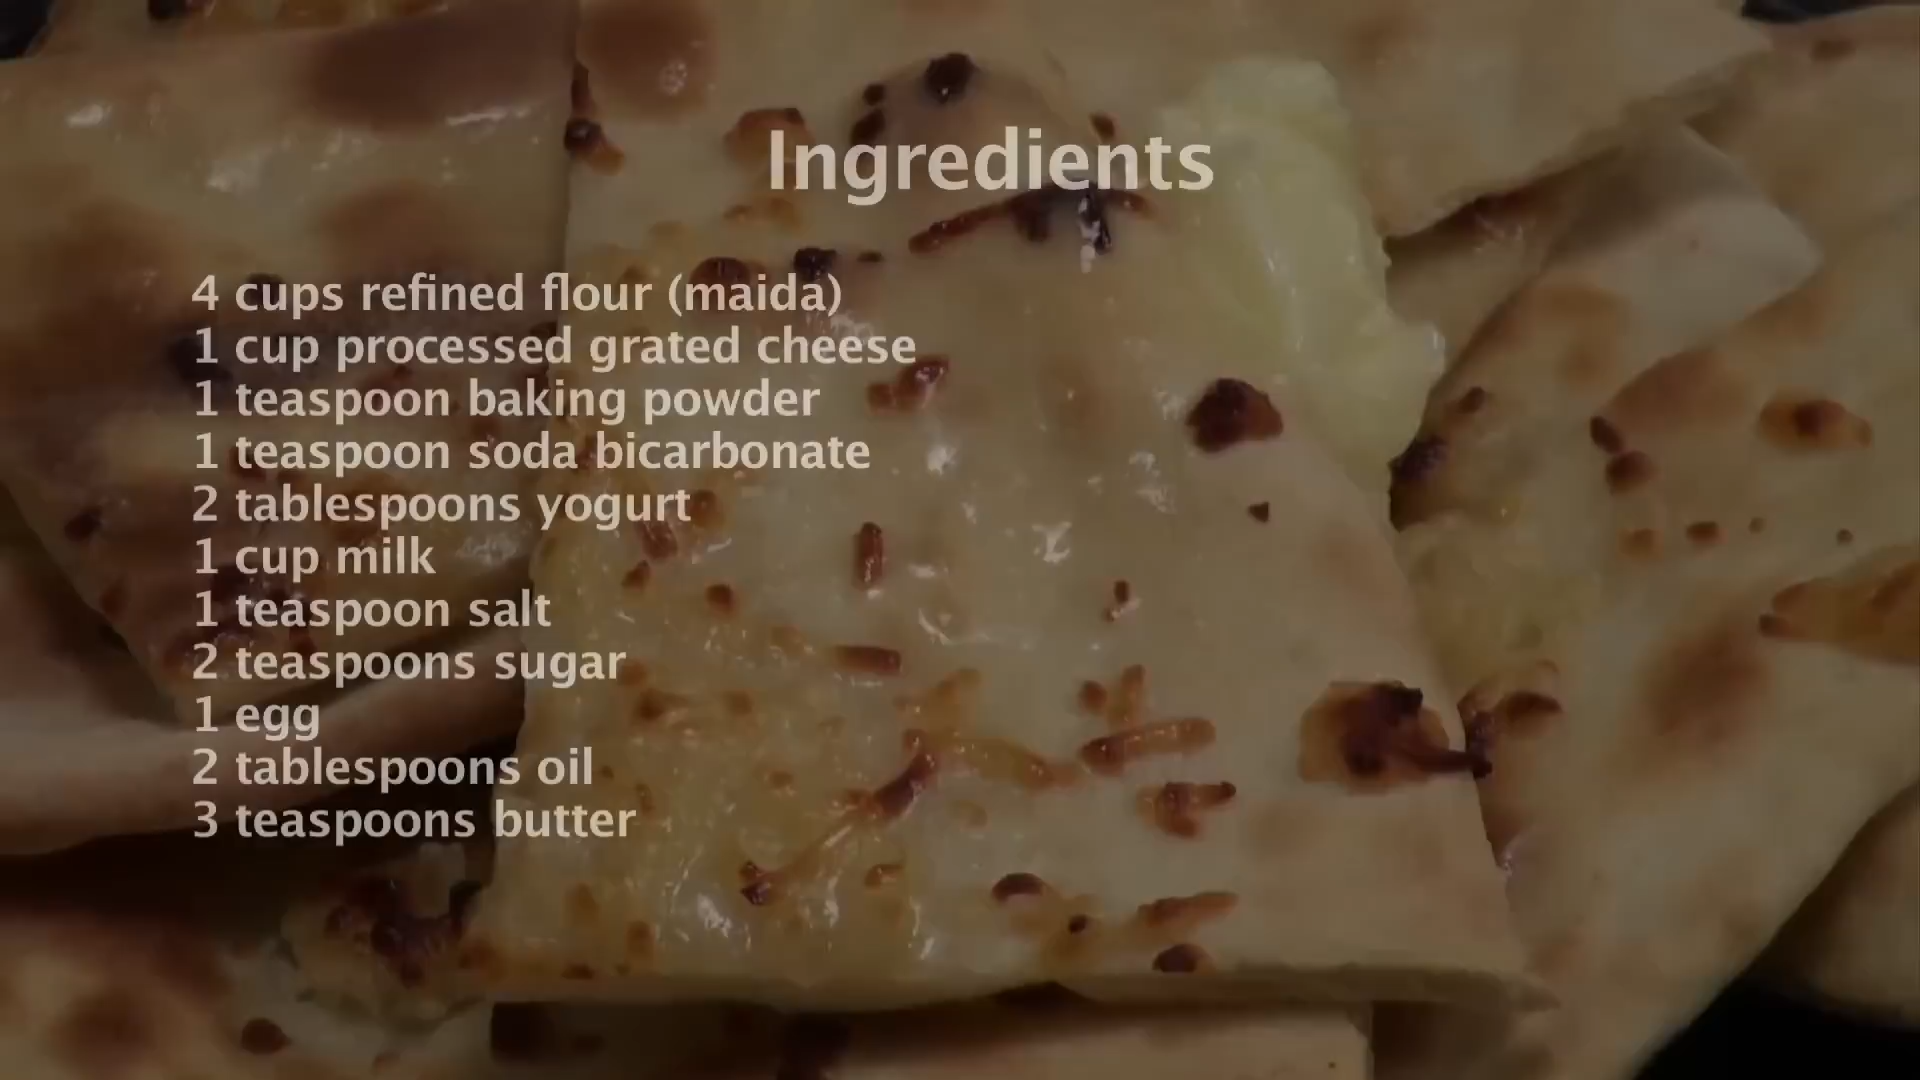 Ingredients
4 cups refined flour (maida)
1 cup processed grated cheese
1 teaspoon baking powder
1 teaspoon soda bicarbonate
2 tablespoons yogurt
1 cup milk
1 teaspoon salt
2 teaspoons sugar
1 egg
2 tablespoons oil
3 teaspoons butter